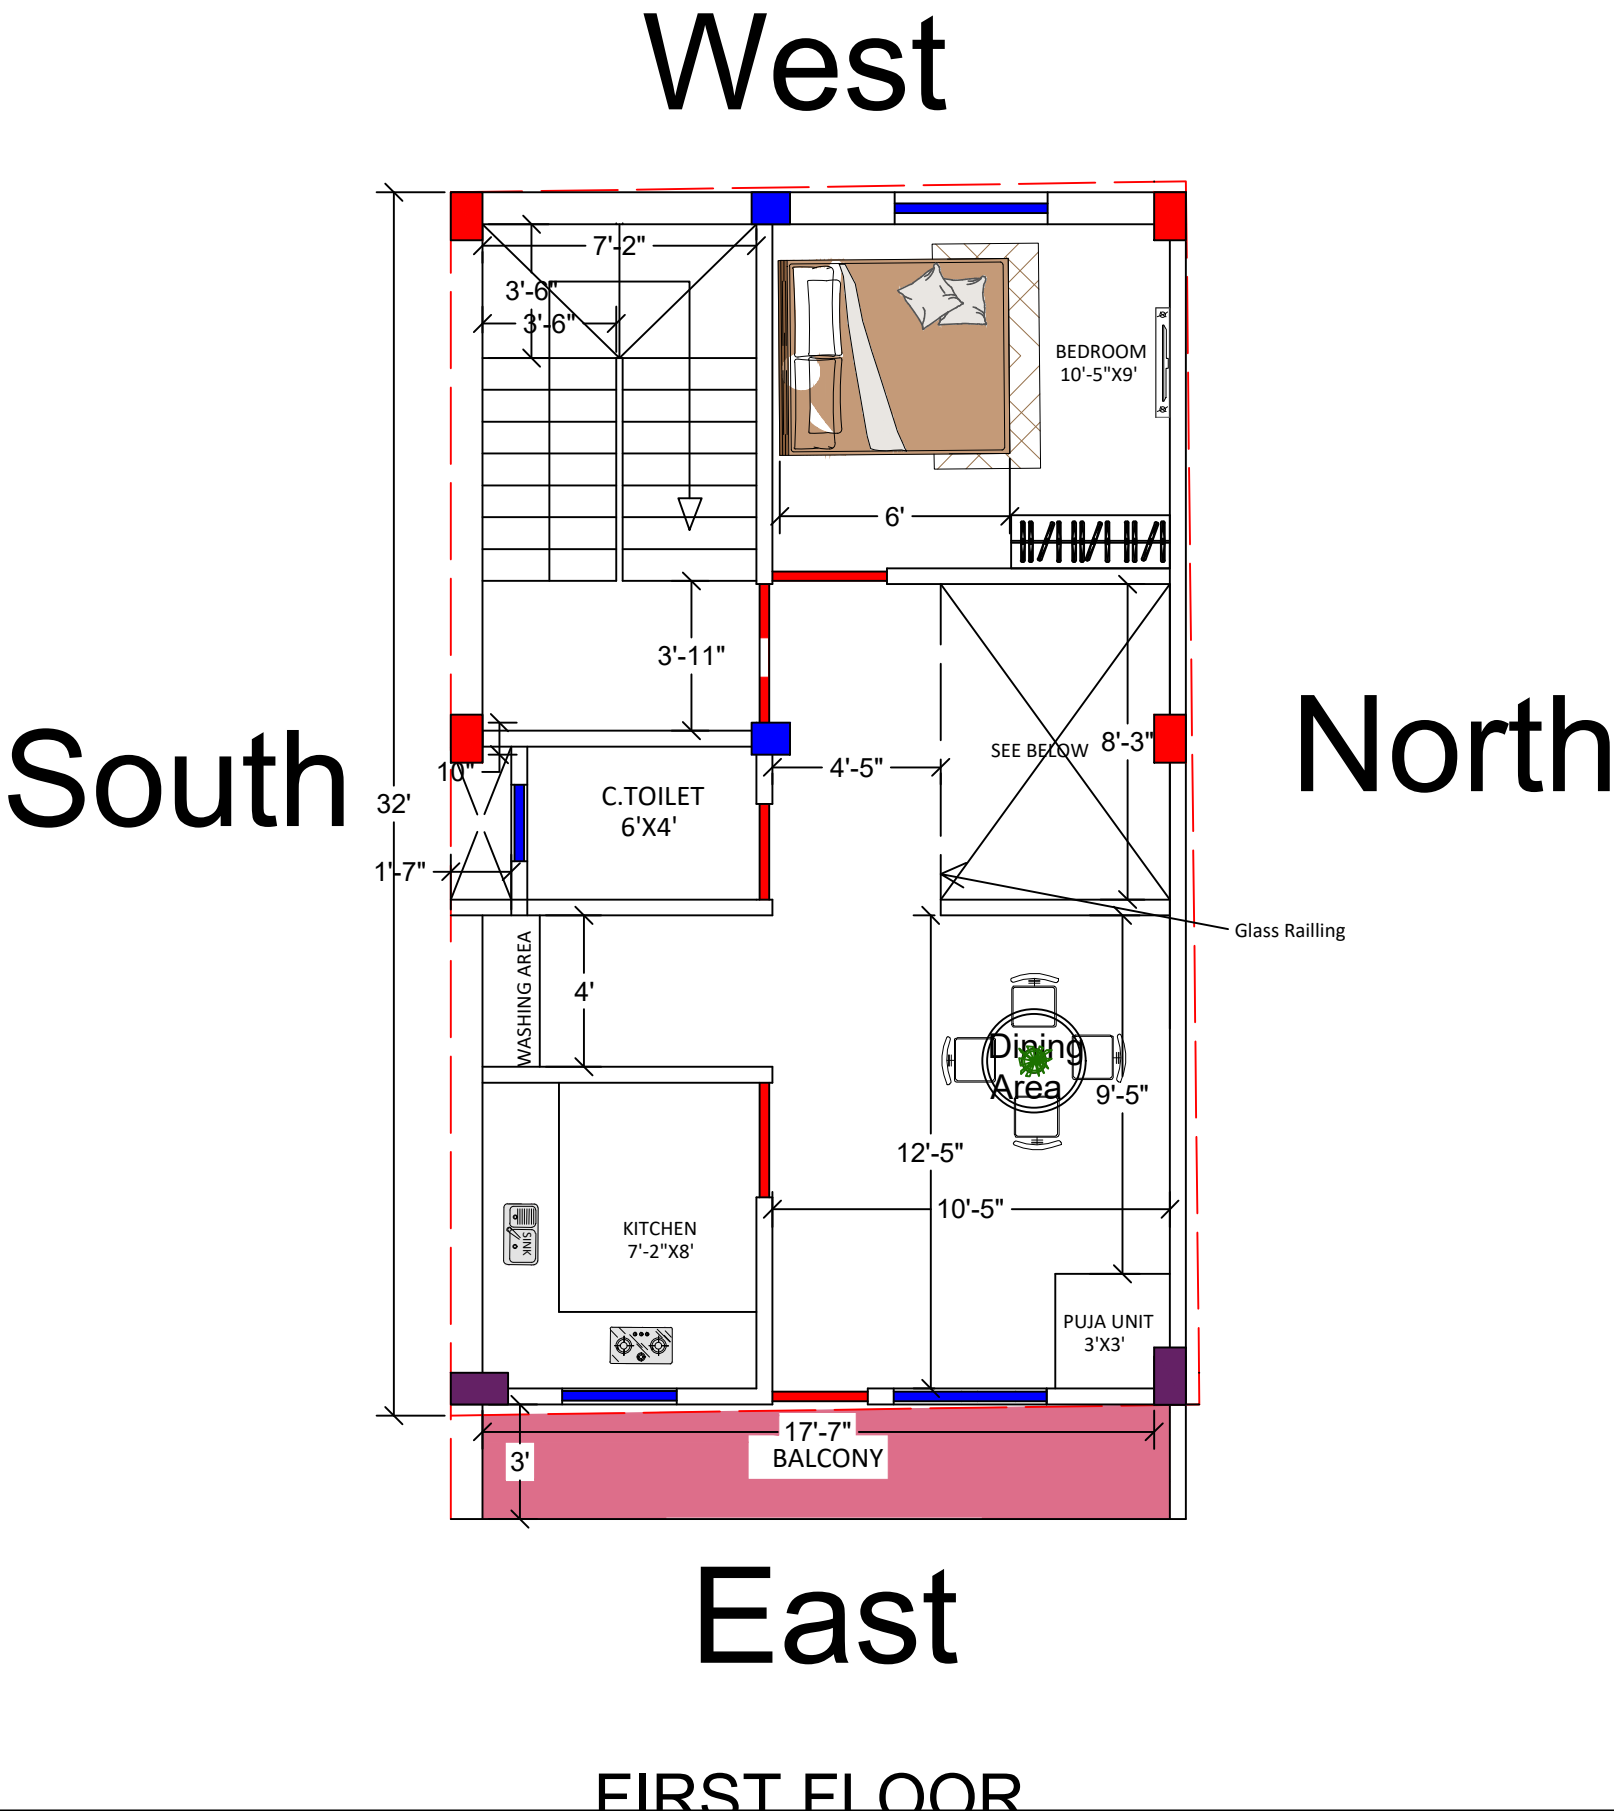 West
7'-2"
3'-6"
3'-6"
BEDROOM
10'-5"X9'
6'
3'-11"
South
North
SEE BELOW
8'-3"
4'-5"
10"
32'
C.TOILET
6'X4'
1'-7"
Glass Railling
WASHING AREA
4'
Dining
Area
9'-5"
12'-5"
10'-5"
SINK
KITCHEN
7'-2"X8'
PUJA UNIT
3'X3'
17'-7"
BALCONY
3'
East
FIRST FLOOR